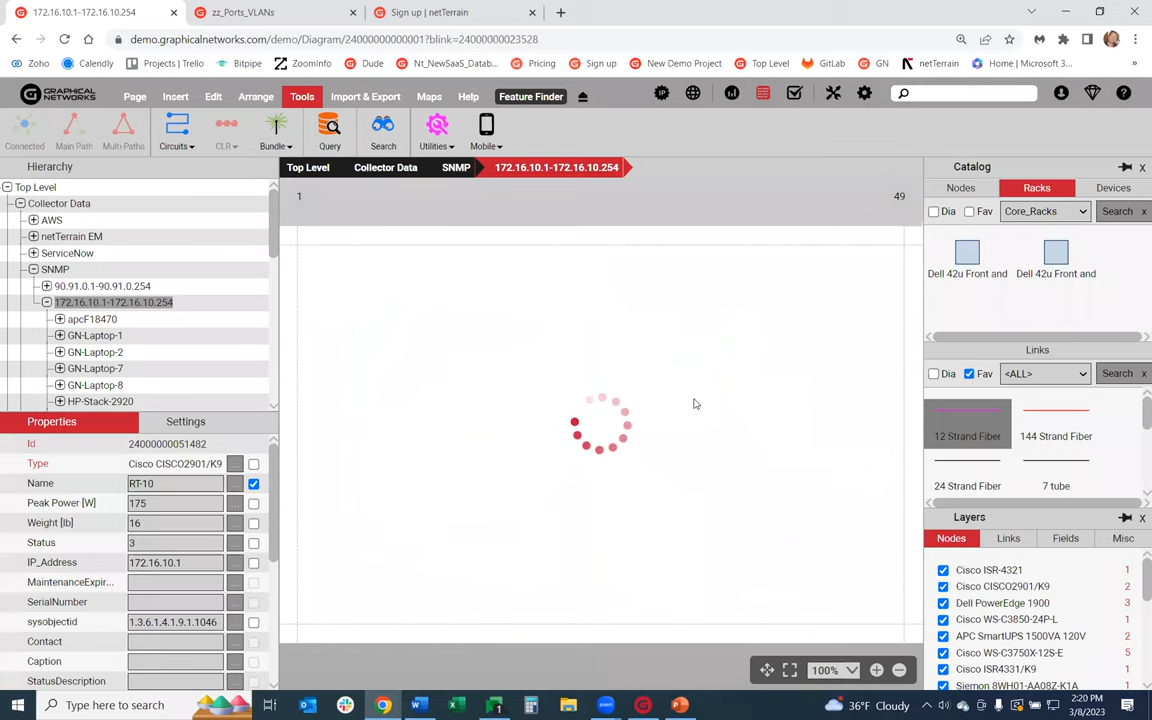 172.16.10.1-172.16.10.254
zz_Ports_VLANs
Sign up | netTerrain
demo.graphicalnetworks.com/demo/Diagram/24000000000001?blink=24000000023528
Zoho
Calendly
Projects | Trello
Bitpipe
ZoomInfo
Dude
Nt_NewSaaS_Datab...
Pricing
Sign up
New Demo Project
Top Level
GitLab
GN
netTerrain
Home | Microsoft 3...
GRAPHICAL NETWORKS
Page
Insert
Edit
Arrange
Tools
Import & Export
Maps
Help
Feature Finder
Connected
Main Path
Multi-Paths
Circuits
CLR
Bundle
Query
Search
Utilities
Mobile
Hierarchy
Top Level
Collector Data
AWS
netTerrain EM
ServiceNow
SNMP
90.91.0.1-90.91.0.254
172.16.10.1-172.16.10.254
apcF18470
GN-Laptop-1
GN-Laptop-2
GN-Laptop-7
GN-Laptop-8
HP-Stack-2920
Properties
Settings
Id 24000000051482
Type Cisco CISCO2901/K9 ...
Name RT-10 ...
Peak Power [W] 175 ...
Weight [lb] 16 ...
Status 3 ...
IP_Address 172.16.10.1 ...
MaintenanceExpir... ...
SerialNumber ...
sysobjectid 1.3.6.1.4.1.9.1.1046 ...
Contact ...
Caption ...
StatusDescription ...
Top Level
Collector Data
SNMP
172.16.10.1-172.16.10.254
1
49
100%
Catalog
X
Nodes
Racks
Devices
Dia
Fav
Core_Racks
Search
x
Dell 42u Front and
Dell 42u Front and
Links
Dia
Fav
<ALL>
Search
x
12 Strand Fiber
144 Strand Fiber
24 Strand Fiber
7 tube
Layers
X
Nodes
Links
Fields
Misc
Cisco ISR-4321 1
Cisco CISCO2901/K9 2
Dell PowerEdge 1900 3
Cisco WS-C3850-24P-L 1
APC SmartUPS 1500VA 120V 2
Cisco WS-C3750X-12S-E 5
Cisco ISR4331/K9 1
Siemon 8WH01-AA08Z-K1A 1
Type here to search
36°F Cloudy
2:20 PM
3/8/2023